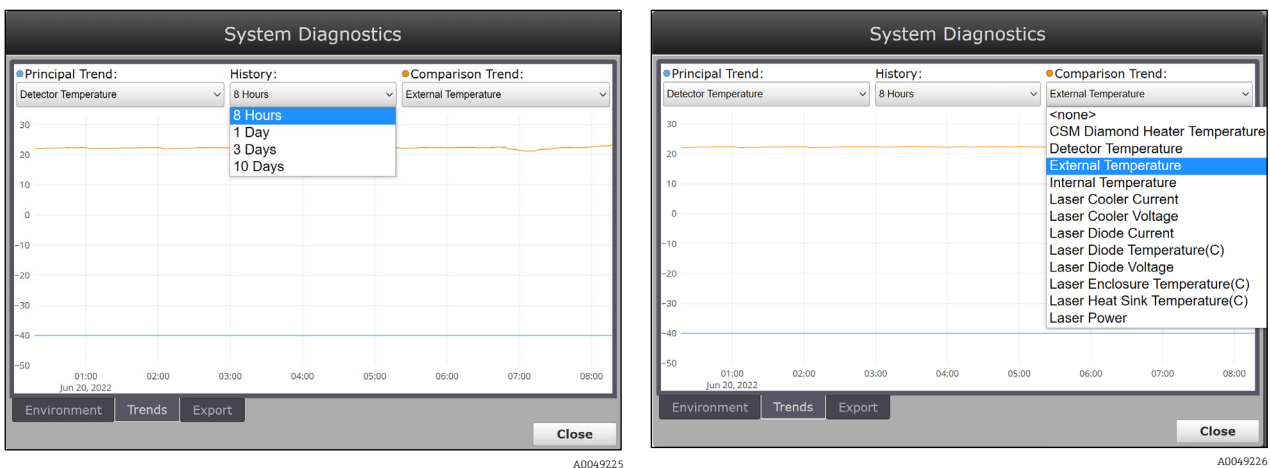 System Diagnostics
Principal Trend:
History:
Comparison Trend:
Detector Temperature
8 Hours
External Temperature
8 Hours
1 Day
3 Days
10 Days
30
20
10
0
-10
-20
-30
-40
-50
01:00
02:00
03:00
04:00
05:00
06:00
07:00
08:00
Jun 20, 2022
Environment
Trends
Export
Close
A0049225
System Diagnostics
Principal Trend:
History:
Comparison Trend:
Detector Temperature
8 Hours
External Temperature
<none>
CSM Diamond Heater Temperature
Detector Temperature
External Temperature
Internal Temperature
Laser Cooler Current
Laser Cooler Voltage
Laser Diode Current
Laser Diode Temperature(C)
Laser Diode Voltage
Laser Enclosure Temperature(C)
Laser Heat Sink Temperature(C)
Laser Power
30
20
10
0
-10
-20
-30
-40
-50
01:00
02:00
03:00
04:00
05:00
06:00
07:00
08:00
Jun 20, 2022
Environment
Trends
Export
Close
A0049226